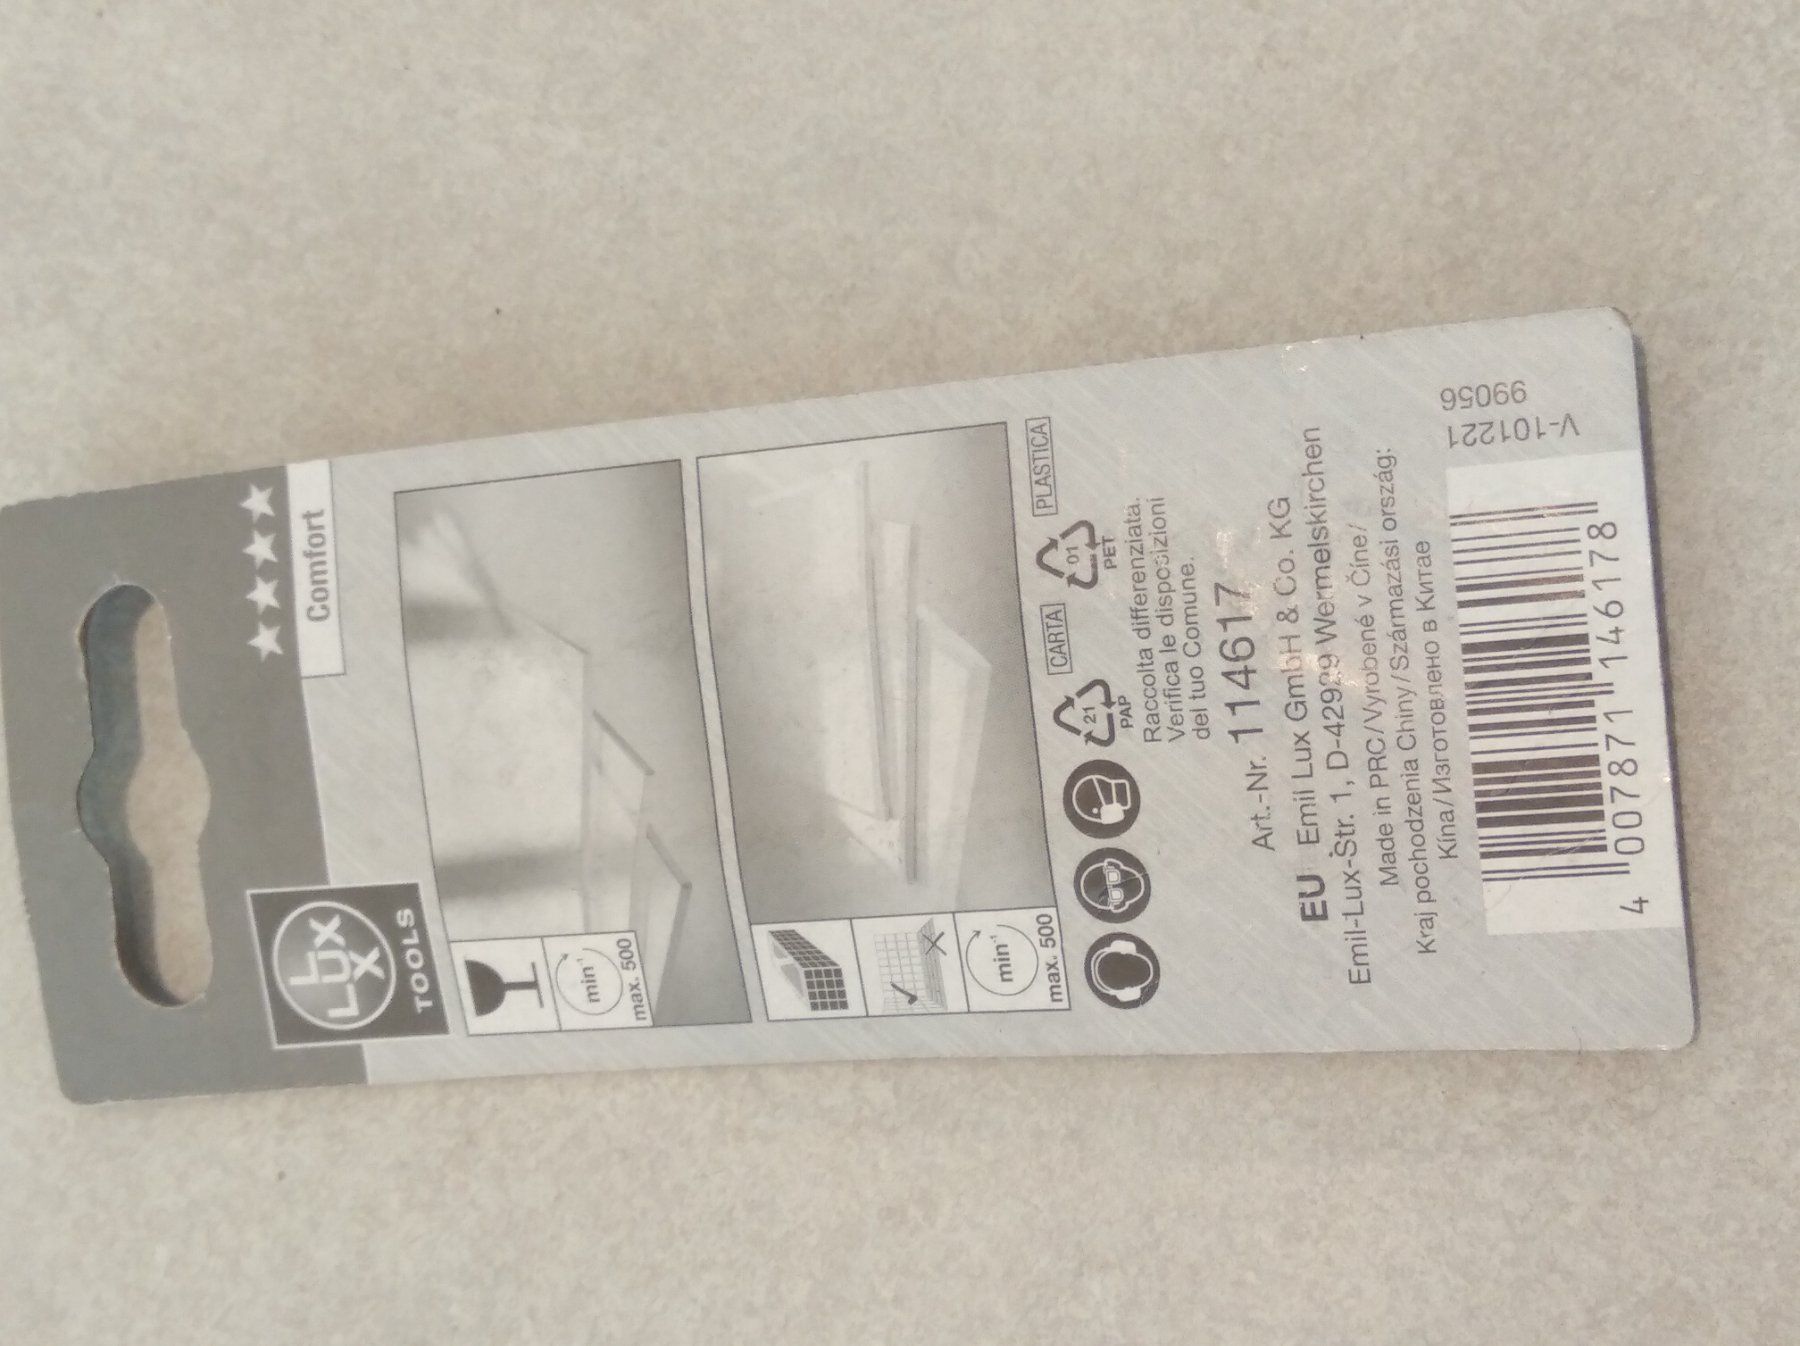 Comfort
LUX
TOOLS
min⁻¹
max. 500
min⁻¹
max. 500
21
PAP
CARTA
01
PET
PLASTICA
Raccolta differenziata.
Verifica le disposizioni
del tuo Comune.
Art.-Nr. 114617
EU Emil Lux GmbH & Co. KG
Emil-Lux-Str. 1, D-42929 Wermelskirchen
Made in PRC/Vyrobené v Číne/
Kraj pochodzenia Chiny/Származási ország:
Kína/Изготовлено в Китае
4 007871 146178
V-101221
99056